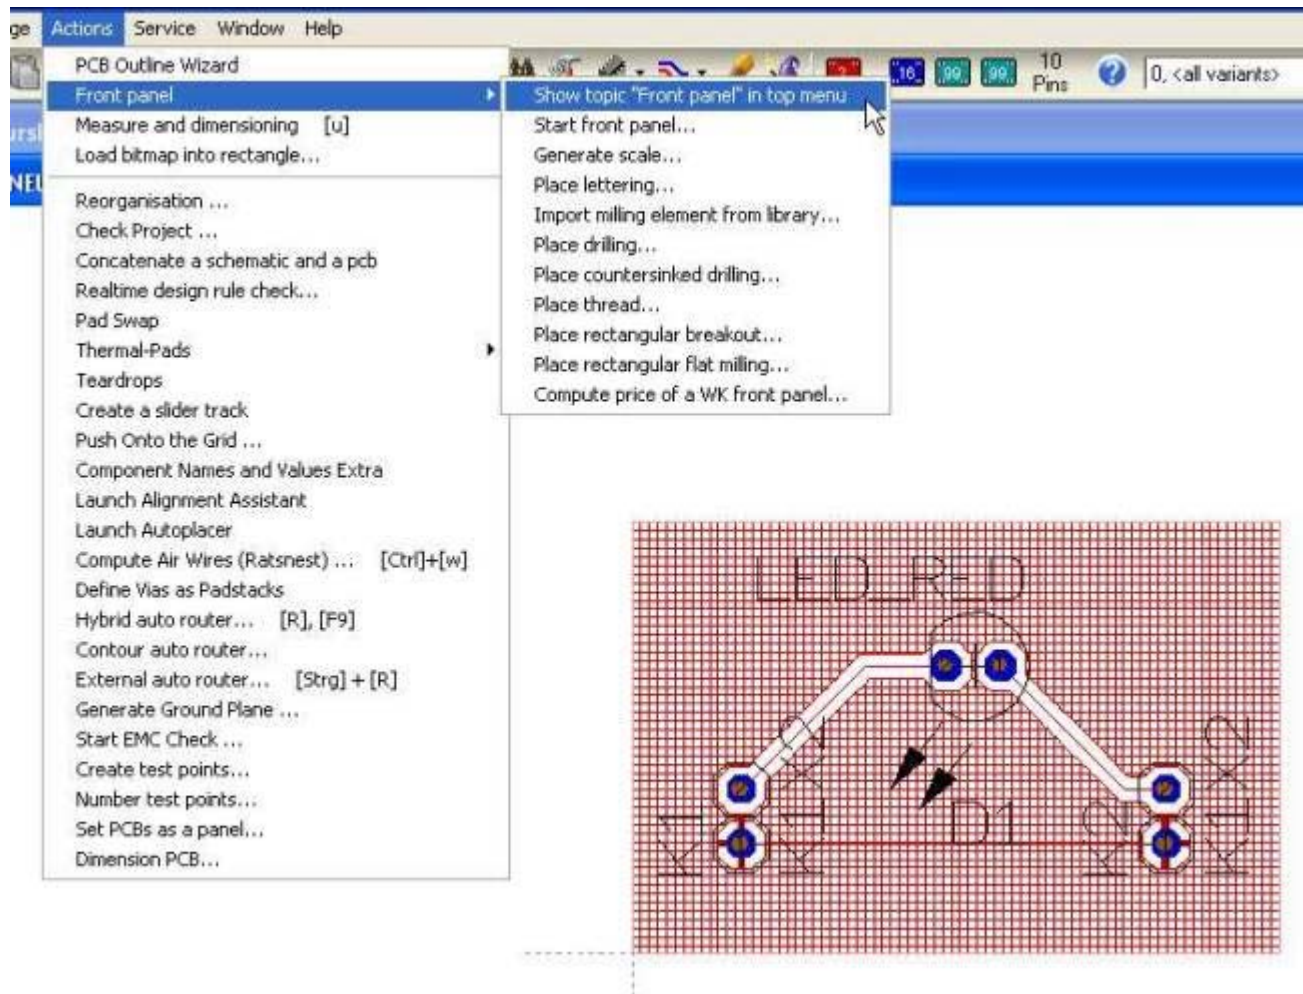 ge Actions Service Window Help
16 99 99 10 Pins ? 0, <all variants>
PCB Outline Wizard
Front panel
Measure and dimensioning [u]
Load bitmap into rectangle...
Reorganisation ...
Check Project ...
Concatenate a schematic and a pcb
Realtime design rule check...
Pad Swap
Thermal-Pads
Teardrops
Create a slider track
Push Onto the Grid ...
Component Names and Values Extra
Launch Alignment Assistant
Launch Autoplacer
Compute Air Wires (Ratsnest) ... [Ctrl]+[w]
Define Vias as Padstacks
Hybrid auto router... [R], [F9]
Contour auto router...
External auto router... [Strg] + [R]
Generate Ground Plane ...
Start EMC Check ...
Create test points...
Number test points...
Set PCBs as a panel...
Dimension PCB...
Show topic "Front panel" in top menu
Start front panel...
Generate scale...
Place lettering...
Import milling element from library...
Place drilling...
Place countersinked drilling...
Place thread...
Place rectangular breakout...
Place rectangular flat milling...
Compute price of a WK front panel...
LED_RED
D1
K1
K1X2
K2
K1X2